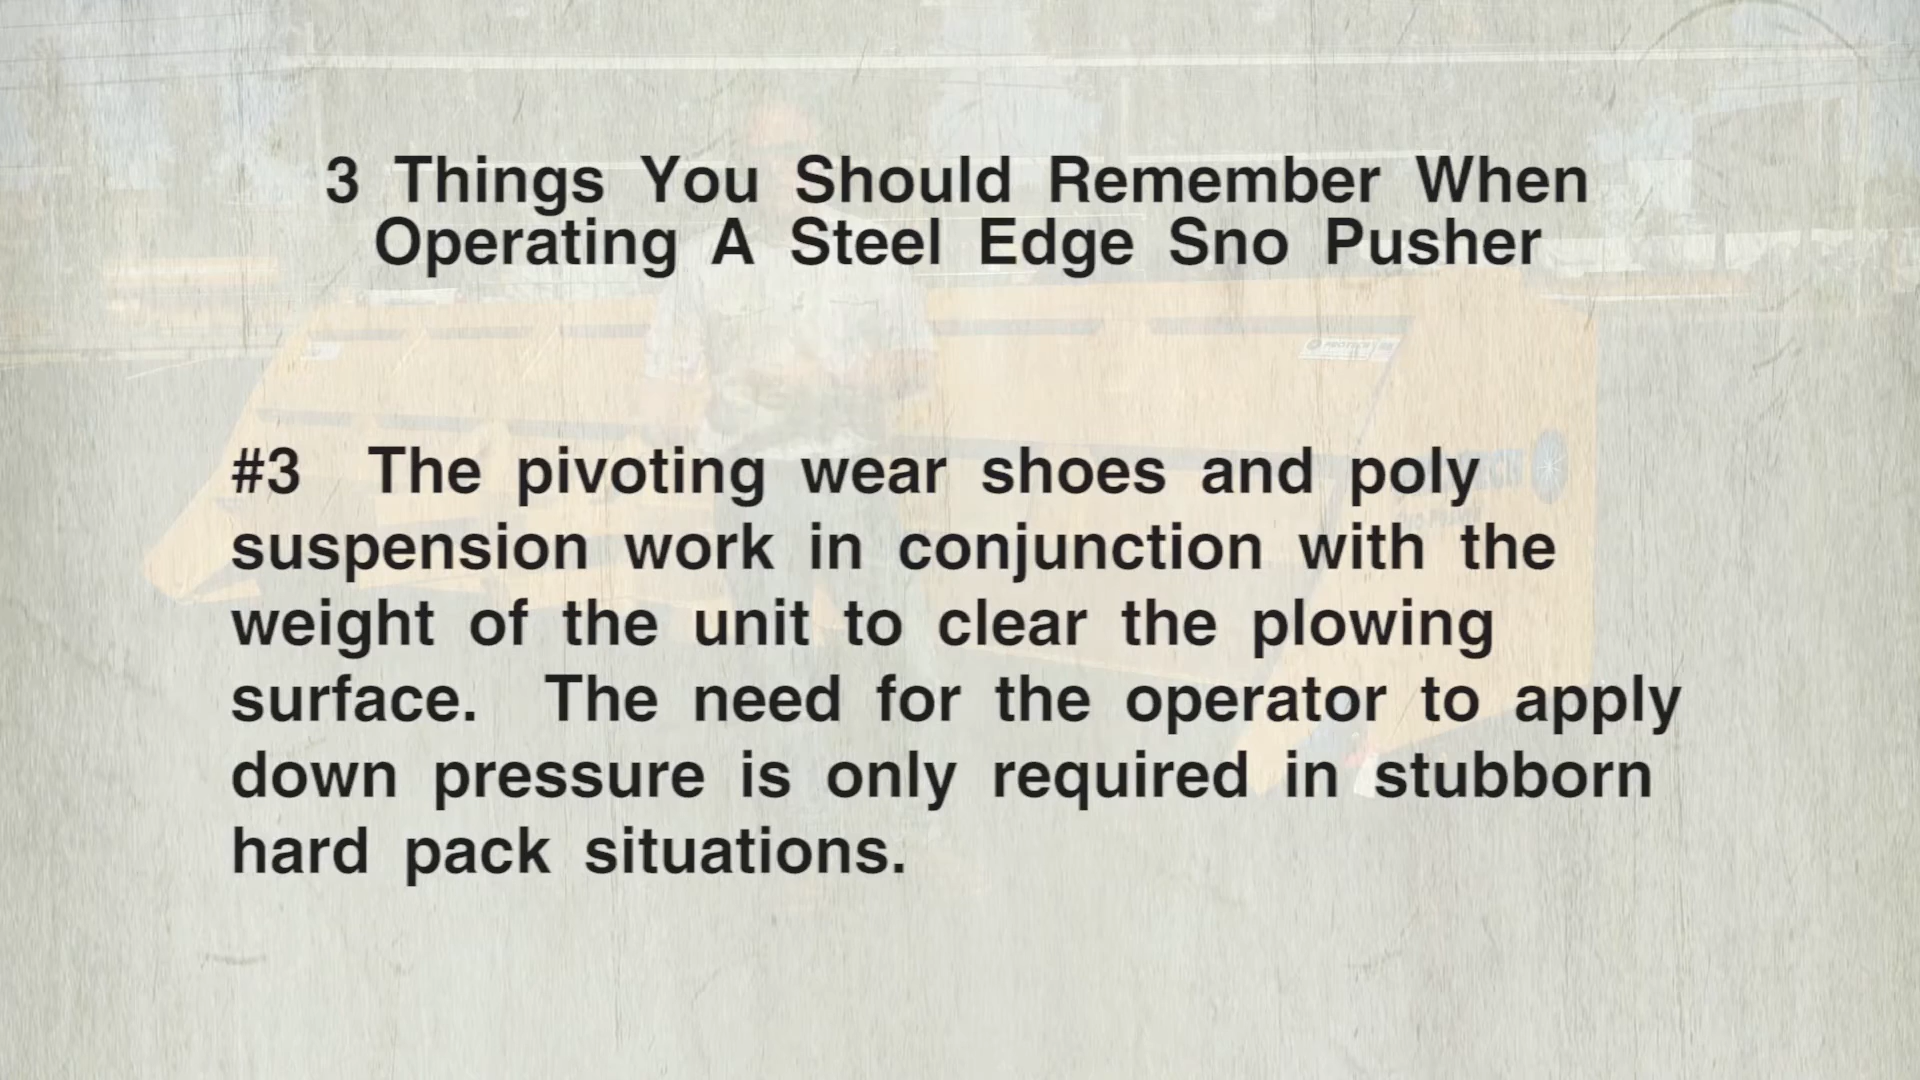 3 Things You Should Remember When
Operating A Steel Edge Sno Pusher
#3 The pivoting wear shoes and poly
suspension work in conjunction with the
weight of the unit to clear the plowing
surface. The need for the operator to apply
down pressure is only required in stubborn
hard pack situations.